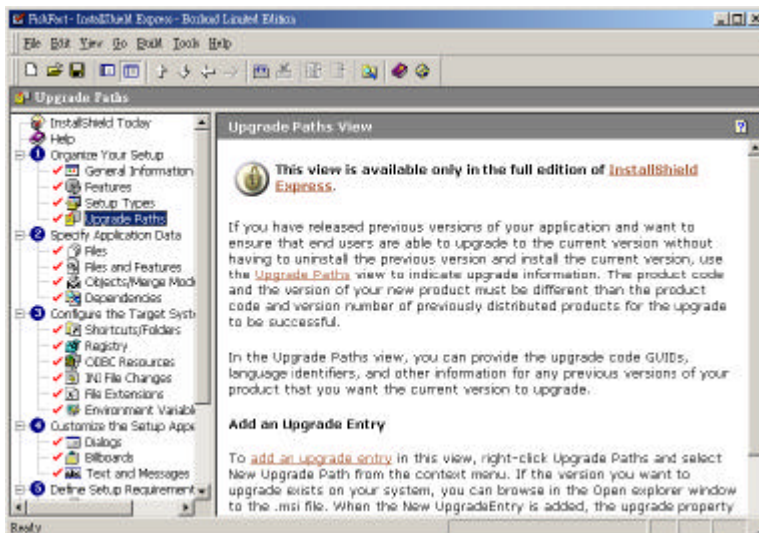 FishFact - InstallShield Express - Borland Limited Edition
File Edit View Go Build Tools Help
Upgrade Paths
InstallShield Today
Help
1 Organize Your Setup
General Information
Features
Setup Types
Upgrade Paths
2 Specify Application Data
Files
Files and Features
Objects/Merge Mod
Dependencies
3 Configure the Target Syst
Shortcuts/Folders
Registry
ODBC Resources
INI File Changes
File Extensions
Environment Variabl
4 Customize the Setup Appe
Dialogs
Billboards
Text and Messages
5 Define Setup Requirement
Upgrade Paths View
This view is available only in the full edition of InstallShield
Express.
If you have released previous versions of your application and want to
ensure that end users are able to upgrade to the current version without
having to uninstall the previous version and install the current version, use
the Upgrade Paths view to indicate upgrade information. The product code
and the version of your new product must be different than the product
code and version number of previously distributed products for the upgrade
to be successful.
In the Upgrade Paths view, you can provide the upgrade code GUIDs,
language identifiers, and other information for any previous versions of your
product that you want the current version to upgrade.
Add an Upgrade Entry
To add an upgrade entry in this view, right-click Upgrade Paths and select
New Upgrade Path from the context menu. If the version you want to
upgrade exists on your system, you can browse in the Open explorer window
to the .msi file. When the New UpgradeEntry is added, the upgrade property
Ready